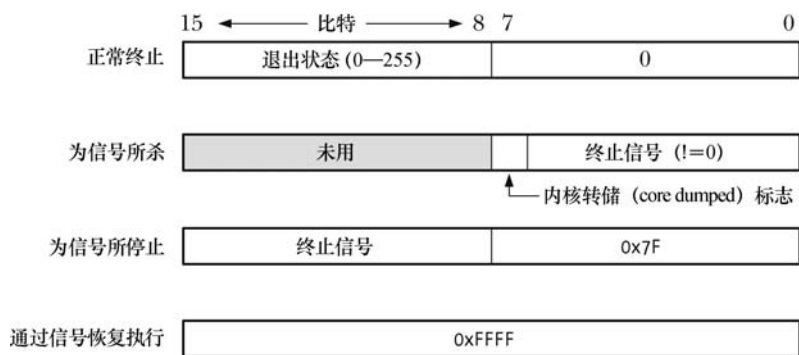 15 比特 8 7 0
正常终止 退出状态(0—255) 0
为信号所杀 未用 终止信号 (!=0)
内核转储 (core dumped) 标志
为信号所停止 终止信号 0x7F
通过信号恢复执行 0xFFFF